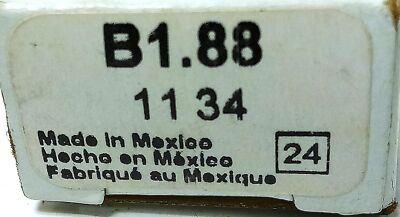 B1.88
11 34
Made in Mexico
Hecho en México
Fabriqué au Mexique
24